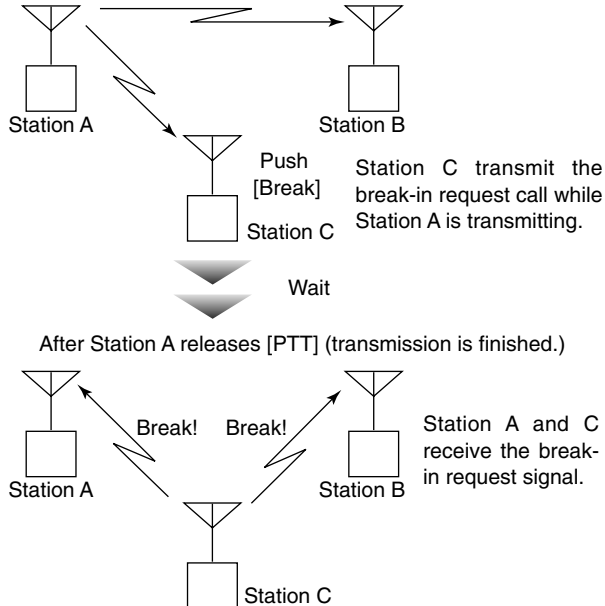 Station A
Station B
Push
[Break]
Station C
Station C transmit the
break-in request call while
Station A is transmitting.
Wait
After Station A releases [PTT] (transmission is finished.)
Break!
Break!
Station A
Station B
Station A and C
receive the break-
in request signal.
Station C